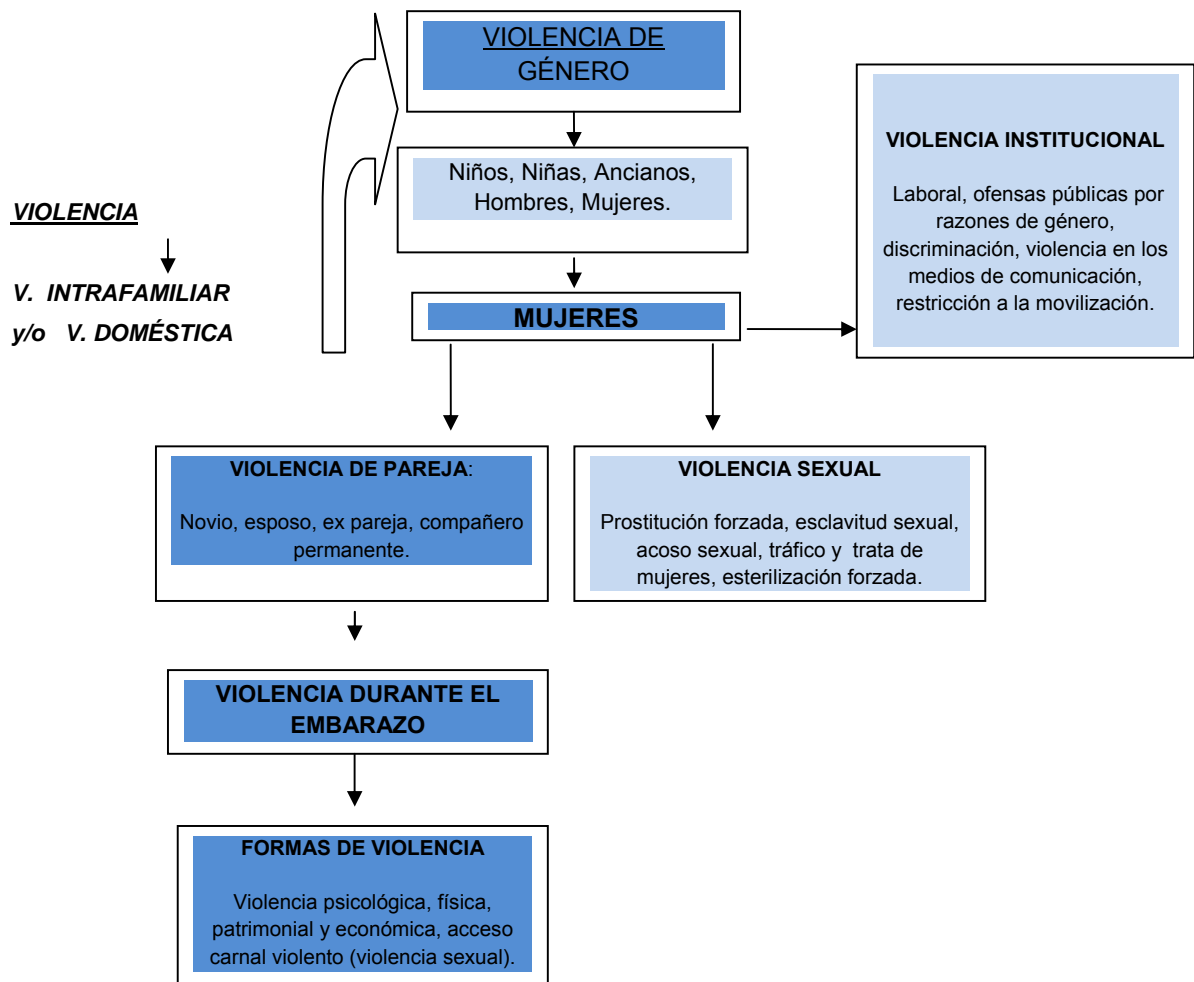 VIOLENCIA DE
GÉNERO
Niños, Niñas, Ancianos,
Hombres, Mujeres.
VIOLENCIA
V. INTRAFAMILIAR
y/o V. DOMÉSTICA
MUJERES
VIOLENCIA INSTITUCIONAL
Laboral, ofensas públicas por
razones de género,
discriminación, violencia en los
medios de comunicación,
restricción a la movilización.
VIOLENCIA DE PAREJA:
Novio, esposo, ex pareja, compañero
permanente.
VIOLENCIA SEXUAL
Prostitución forzada, esclavitud sexual,
acoso sexual, tráfico y trata de
mujeres, esterilización forzada.
VIOLENCIA DURANTE EL
EMBARAZO
FORMAS DE VIOLENCIA
Violencia psicológica, física,
patrimonial y económica, acceso
carnal violento (violencia sexual).